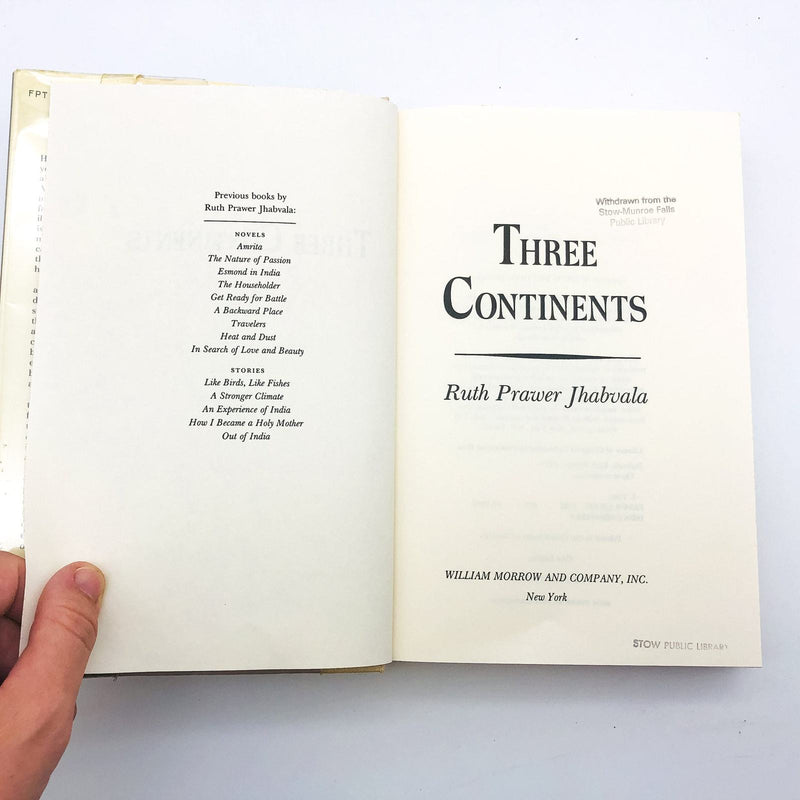 FPT
Previous books by
Ruth Prawer Jhabvala:
NOVELS
Amrita
The Nature of Passion
Esmond in India
The Householder
Get Ready for Battle
A Backward Place
Travelers
Heat and Dust
In Search of Love and Beauty
STORIES
Like Birds, Like Fishes
A Stronger Climate
An Experience of India
How I Became a Holy Mother
Out of India
Withdrawn from the
Stow-Munroe Falls
Public Library
THREE
CONTINENTS
Ruth Prawer Jhabvala
WILLIAM MORROW AND COMPANY, INC.
New York
STOW PUBLIC LIBRARY